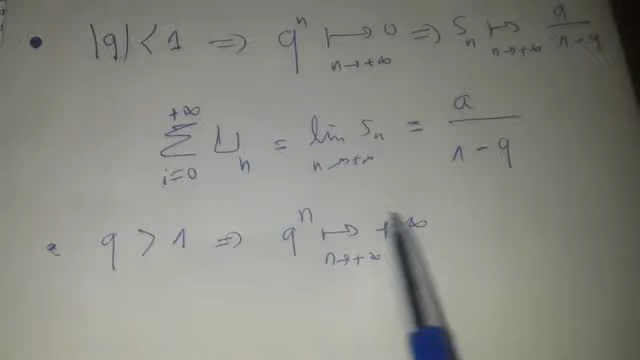 • |q| < 1 ⇒ qⁿ ↦ 0 n→+∞ ⇒ Sₙ ↦ n→+∞ a/(1-q)
+∞ ∑ i=0 Uₙ = lim Sₙ n→+∞ = a/(1-q)
• q > 1 ⇒ qⁿ ↦ +∞ n→+∞